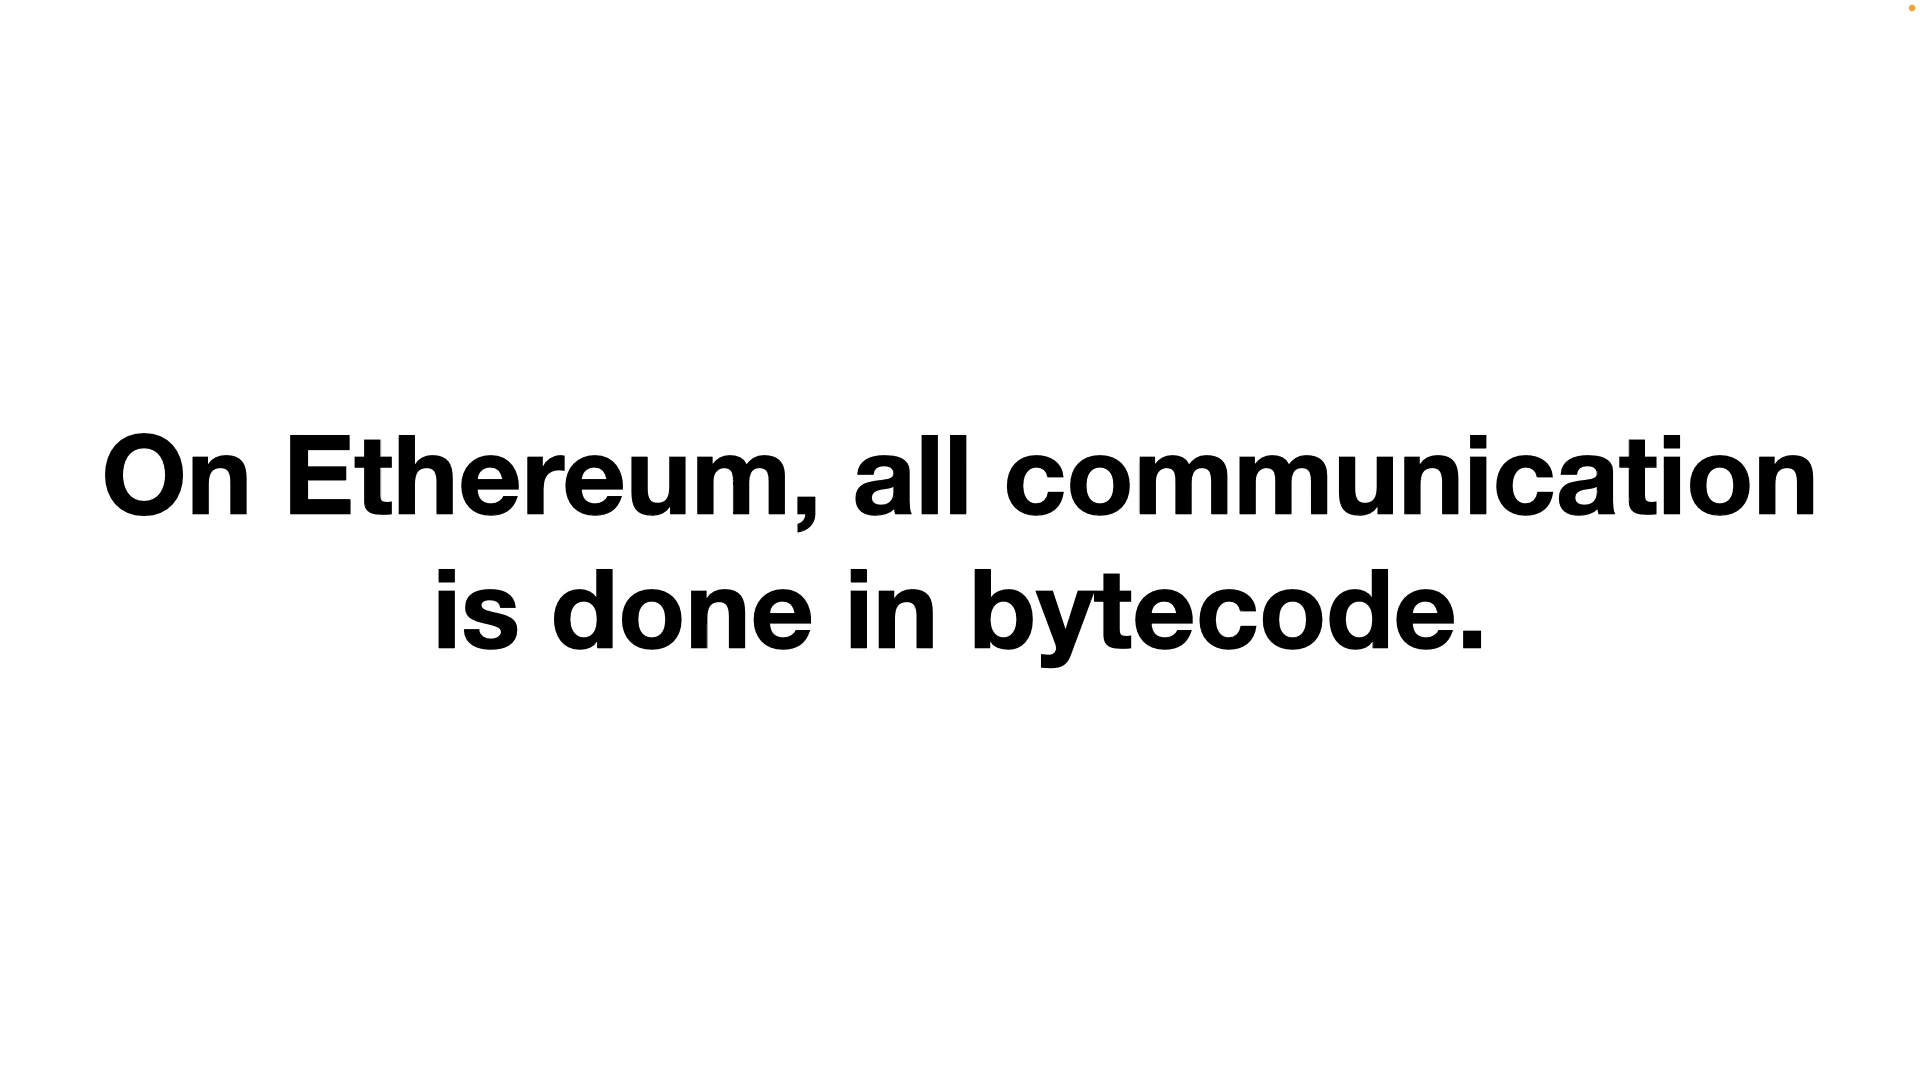 On Ethereum, all communication
is done in bytecode.